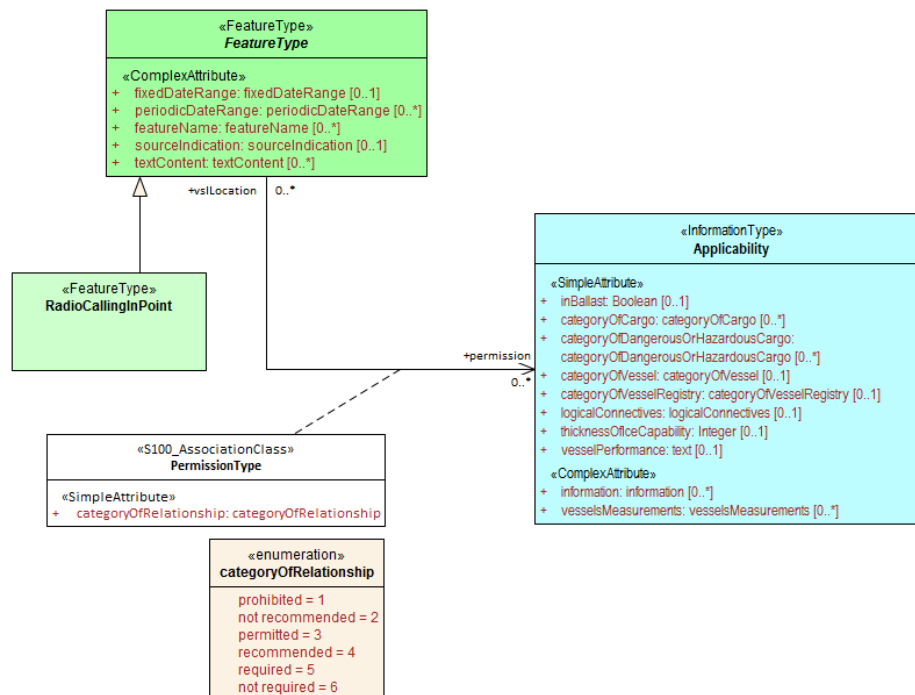 «FeatureType»
FeatureType
«ComplexAttribute»
+ fixedDateRange: fixedDateRange [0..1]
+ periodicDateRange: periodicDateRange [0..*]
+ featureName: featureName [0..*]
+ sourceIndication: sourceIndication [0..1]
+ textContent: textContent [0..*]
+vslLocation 0..*
«FeatureType»
RadioCallingInPoint
«InformationType»
Applicability
«SimpleAttribute»
+ inBallast: Boolean [0..1]
+ categoryOfCargo: categoryOfCargo [0..*]
+ categoryOfDangerousOrHazardousCargo:
categoryOfDangerousOrHazardousCargo [0..*]
+ categoryOfVessel: categoryOfVessel [0..1]
+ categoryOfVesselRegistry: categoryOfVesselRegistry [0..1]
+ logicalConnectives: logicalConnectives [0..1]
+ thicknessOfIceCapability: Integer [0..1]
+ vesselPerformance: text [0..1]
«ComplexAttribute»
+ information: information [0..*]
+ vesselsMeasurements: vesselsMeasurements [0..*]
+permission
0..*
«S100_AssociationClass»
PermissionType
«SimpleAttribute»
+ categoryOfRelationship: categoryOfRelationship
«enumeration»
categoryOfRelationship
prohibited = 1
not recommended = 2
permitted = 3
recommended = 4
required = 5
not required = 6